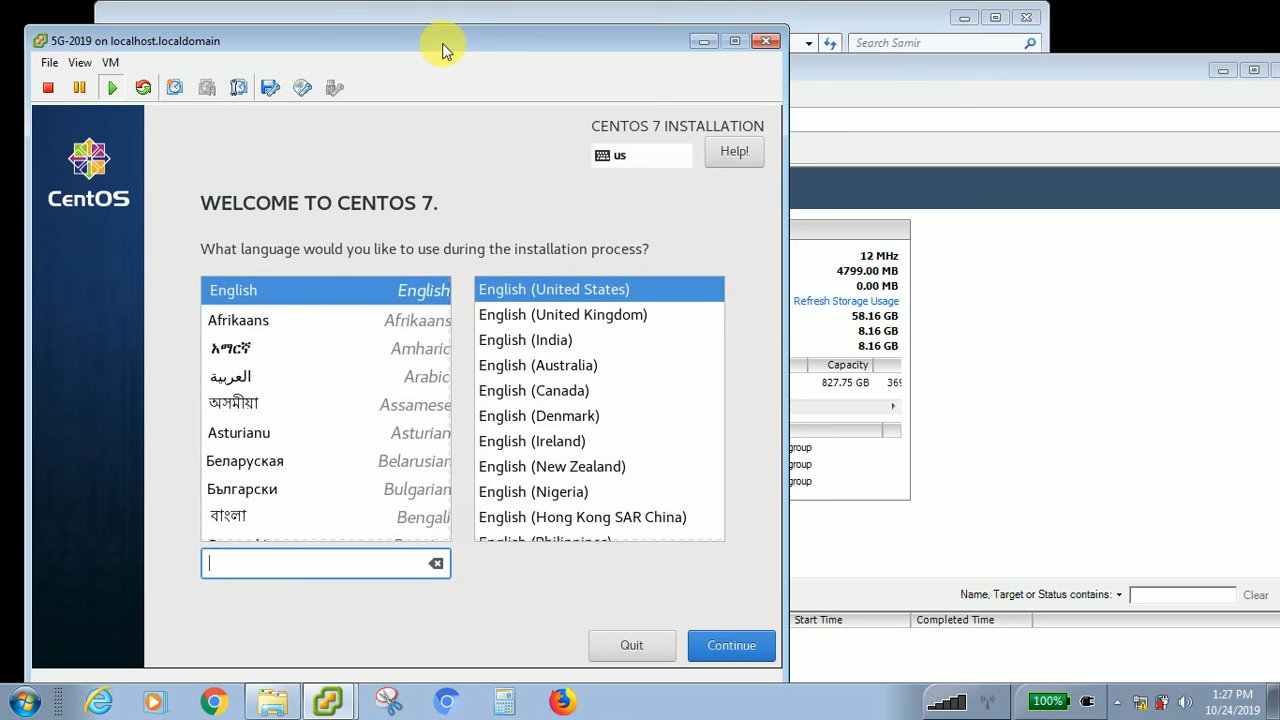 5G-2019 on localhost.localdomain
File View VM
Search Samir
CENTOS 7 INSTALLATION
us
Help!
CentOS
WELCOME TO CENTOS 7.
What language would you like to use during the installation process?
English English
Afrikaans Afrikaans
አማርኛ Amharic
العربية Arabic
অসমীয়া Assamese
Asturianu Asturian
Беларуская Belarusian
Български Bulgarian
বাংলা Bengali
English (United States)
English (United Kingdom)
English (India)
English (Australia)
English (Canada)
English (Denmark)
English (Ireland)
English (New Zealand)
English (Nigeria)
English (Hong Kong SAR China)
English (Philippines)
Quit
Continue
12 MHz
4799.00 MB
0.00 MB
Refresh Storage Usage
58.16 GB
8.16 GB
8.16 GB
Capacity
827.75 GB 369
group
group
group
Name, Target or Status contains:
Clear
Start Time Completed Time
100%
1:27 PM
10/24/2019